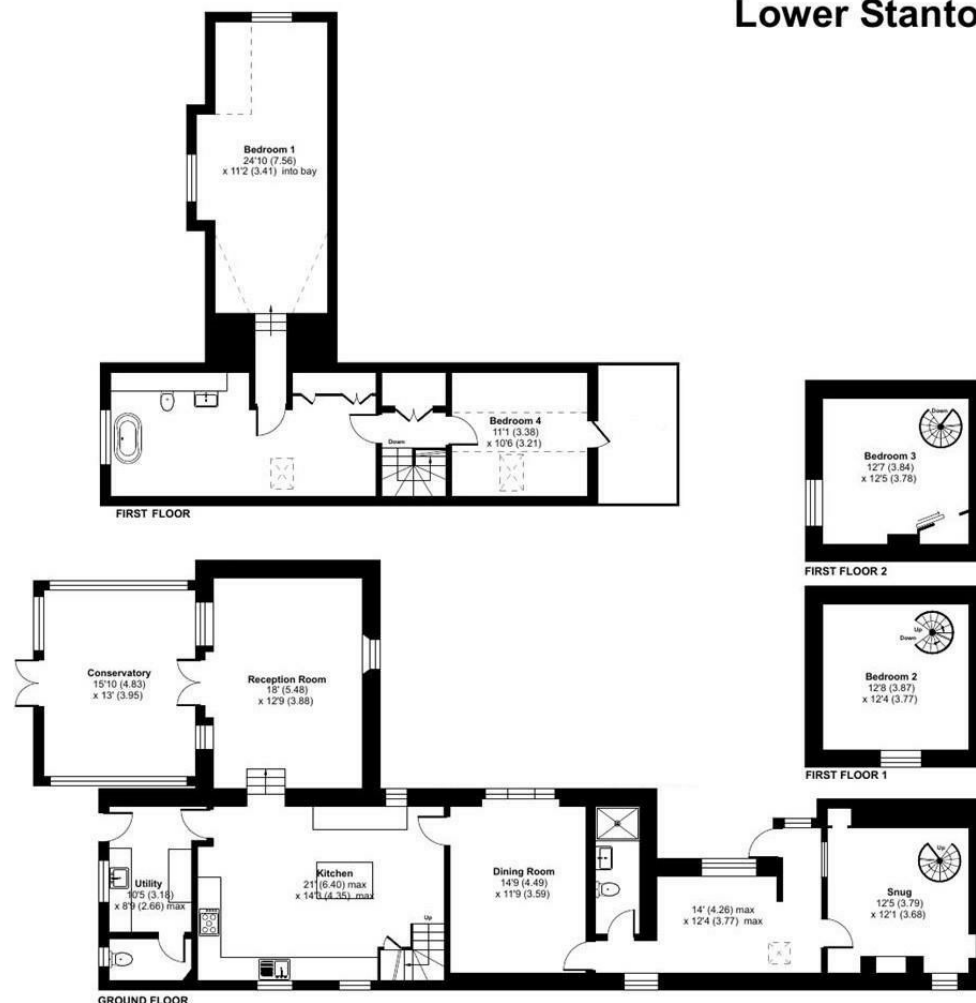 Lower Stanto
Bedroom 1
24'10 (7.56)
x 11'2 (3.41) into bay
Bedroom 4
11'1 (3.38)
x 10'6 (3.21)
Down
FIRST FLOOR
Down
Bedroom 3
12'7 (3.84)
x 12'5 (3.78)
FIRST FLOOR 2
Up
Down
Bedroom 2
12'8 (3.87)
x 12'4 (3.77)
FIRST FLOOR 1
Conservatory
15'10 (4.83)
x 13' (3.95)
Reception Room
18' (5.48)
x 12'9 (3.88)
Utility
10'5 (3.18)
x 8'9 (2.66) max
Kitchen
21' (6.40) max
x 14'3 (4.35) max
Up
Dining Room
14'9 (4.49)
x 11'9 (3.59)
14' (4.26) max
x 12'4 (3.77) max
Up
Snug
12'5 (3.79)
x 12'1 (3.68)
GROUND FLOOR